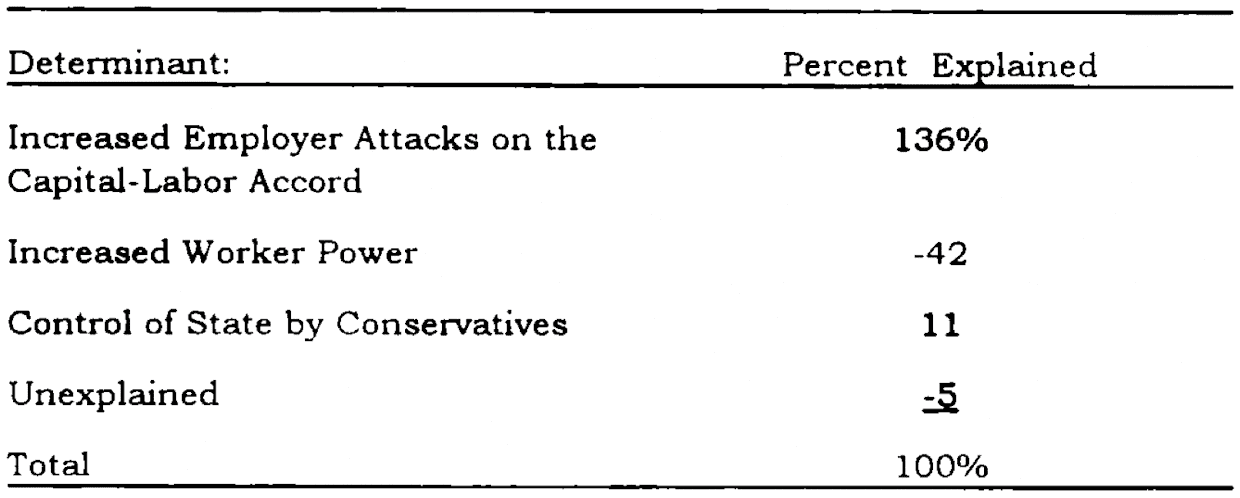 Determinant: Percent Explained
Increased Employer Attacks on the 136%
Capital-Labor Accord
Increased Worker Power -42
Control of State by Conservatives 11
Unexplained -5
Total 100%